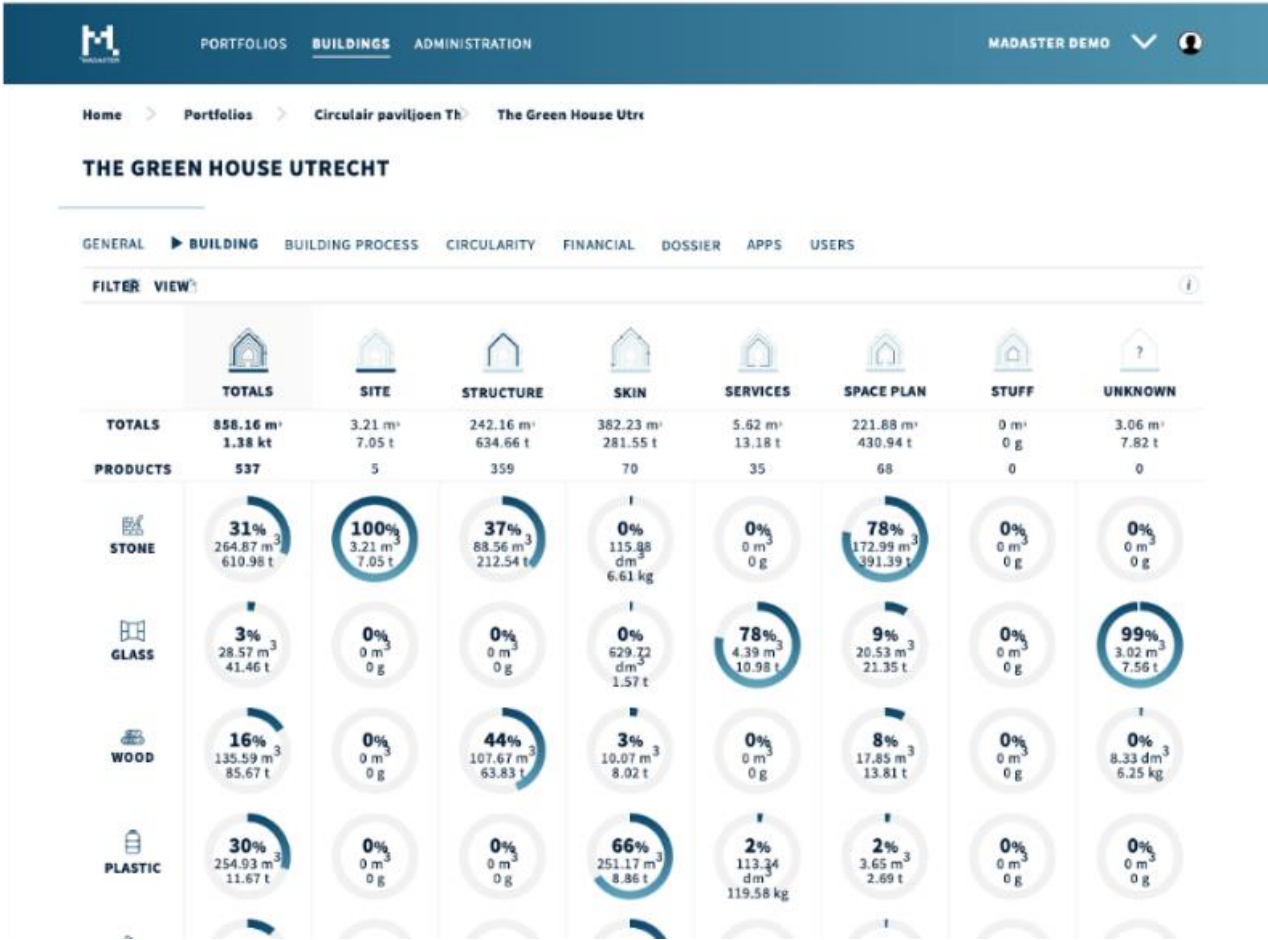 M.
MADASTER
PORTFOLIOS BUILDINGS ADMINISTRATION MADASTER DEMO
Home Portfolios Circulair paviljoen Th The Green House Utre
THE GREEN HOUSE UTRECHT
GENERAL BUILDING BUILDING PROCESS CIRCULARITY FINANCIAL DOSSIER APPS USERS
FILTER VIEW i
?
TOTALS SITE STRUCTURE SKIN SERVICES SPACE PLAN STUFF UNKNOWN
TOTALS 858.16 m³ 3.21 m³ 242.16 m³ 382.23 m³ 5.62 m³ 221.88 m³ 0 m³ 3.06 m³
1.38 kt 7.05 t 634.66 t 281.55 t 13.18 t 430.94 t 0 g 7.82 t
PRODUCTS 537 5 359 70 35 68 0 0
STONE
31% 100% 37% 0% 0% 78% 0% 0%
264.87 m³ 3.21 m³ 88.56 m³ 115.88 dm³ 0 m³ 172.99 m³ 0 m³ 0 m³
610.98 t 7.05 t 212.54 t 6.61 kg 0 g 391.39 t 0 g 0 g
GLASS
3% 0% 0% 0% 78% 9% 0% 99%
28.57 m³ 0 m³ 0 m³ 629.72 dm³ 4.39 m³ 20.53 m³ 0 m³ 3.02 m³
41.46 t 0 g 0 g 1.57 t 10.98 t 21.35 t 0 g 7.56 t
WOOD
16% 0% 44% 3% 0% 8% 0% 0%
135.59 m³ 0 m³ 107.67 m³ 10.07 m³ 0 m³ 17.85 m³ 0 m³ 8.33 dm³
85.67 t 0 g 63.83 t 8.02 t 0 g 13.81 t 0 g 6.25 kg
PLASTIC
30% 0% 0% 66% 2% 2% 0% 0%
254.93 m³ 0 m³ 0 m³ 251.17 m³ 113.34 dm³ 3.65 m³ 0 m³ 0 m³
11.67 t 0 g 0 g 8.86 t 119.58 kg 2.69 t 0 g 0 g